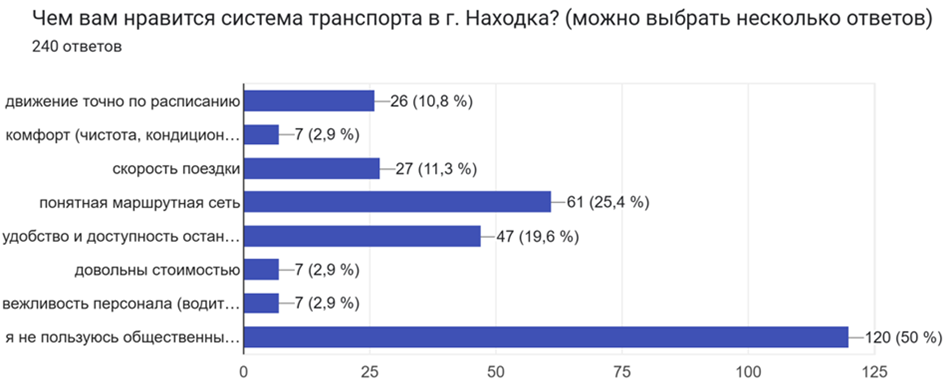 Чем вам нравится система транспорта в г. Находка? (можно выбрать несколько ответов)
240 ответов
движение точно по расписанию 26 (10,8 %)
комфорт (чистота, кондицион… 7 (2,9 %)
скорость поездки 27 (11,3 %)
понятная маршрутная сеть 61 (25,4 %)
удобство и доступность остан… 47 (19,6 %)
довольны стоимостью 7 (2,9 %)
вежливость персонала (водит… 7 (2,9 %)
я не пользуюсь общественны… 120 (50 %)
0 25 50 75 100 125